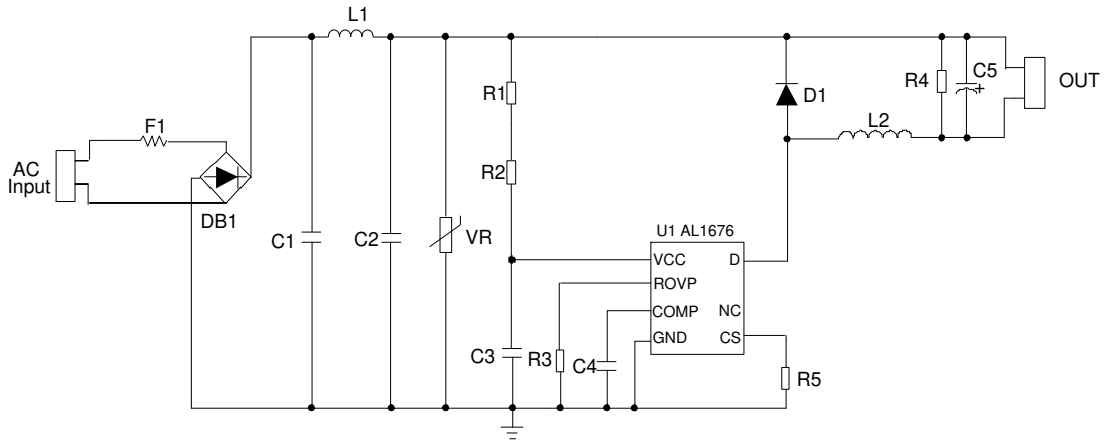 L1
F1
AC
Input
DB1
C1
C2
VR
R1
R2
C3
R3
C4
U1 AL1676
VCC
D
ROVP
COMP
NC
GND
CS
R5
D1
L2
R4
C5
+
OUT